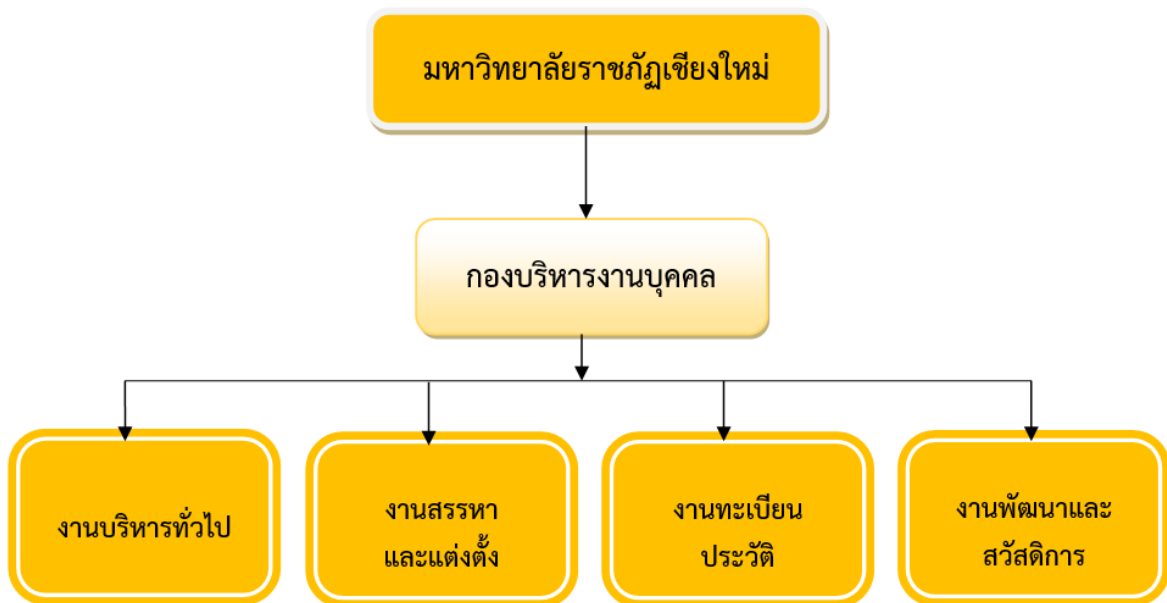 มหาวิทยาลัยราชภัฏเชียงใหม่
กองบริหารงานบุคคล
งานบริหารทั่วไป
งานสรรหา
และแต่งตั้ง
งานทะเบียน
ประวัติ
งานพัฒนาและ
สวัสดิการ